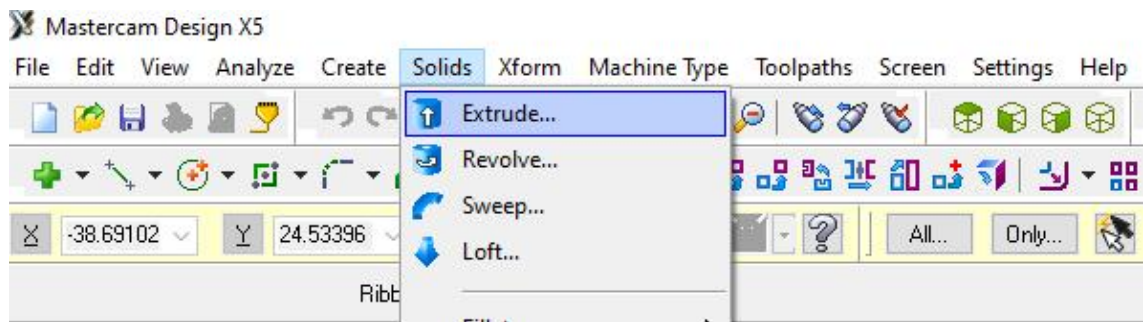 Mastercam Design X5
File Edit View Analyze Create Solids Xform Machine Type Toolpaths Screen Settings Help
Extrude...
Revolve...
Sweep...
X -38.69102 Y 24.53396 All... Only...
Loft...